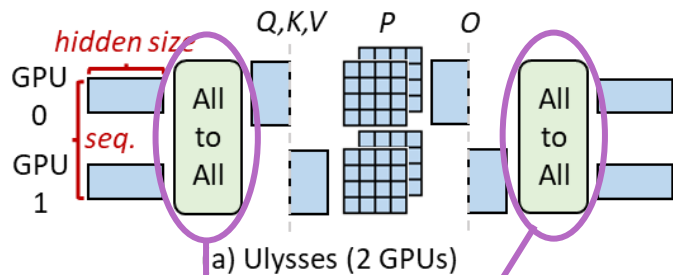 Q,K,V P O
hidden size
GPU
0
seq.
GPU
1
All
to
All
All
to
All
a) Ulysses (2 GPUs)